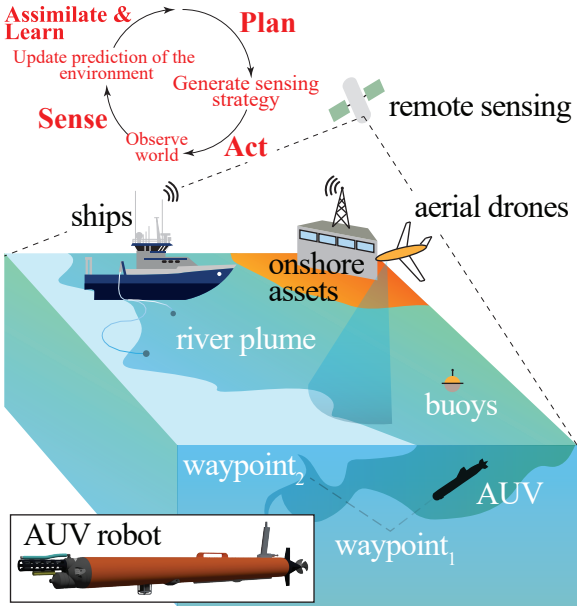 Assimilate &
Learn
Update prediction of the
environment
Plan
Generate sensing
strategy
Sense
Observe
world
Act
remote sensing
ships
aerial drones
onshore
assets
river plume
buoys
waypoint2
AUV
waypoint1
AUV robot